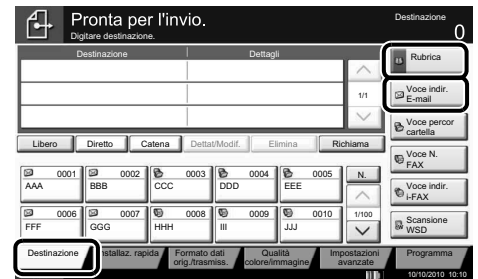 Pronta per l'invio.
Digitare destinazione.
Destinazione
0
Destinazione
Dettagli
1/1
Rubrica
Voce indir.
E-mail
Voce percor
cartella
Voce N.
FAX
Voce indir.
i-FAX
Scansione
WSD
Libero
Diretto
Catena
Dettat/Modif.
Elimina
Richiama
0001
AAA
0002
BBB
0003
CCC
0004
DDD
0005
EEE
N.
0006
FFF
0007
GGG
0008
HHH
0009
III
0010
JJJ
1/100
Destinazione
Installaz. rapida
Formato dati
orig./trasmiss.
Qualità
colore/immagine
Impostazioni
avanzate
Programma
10/10/2010 10:10